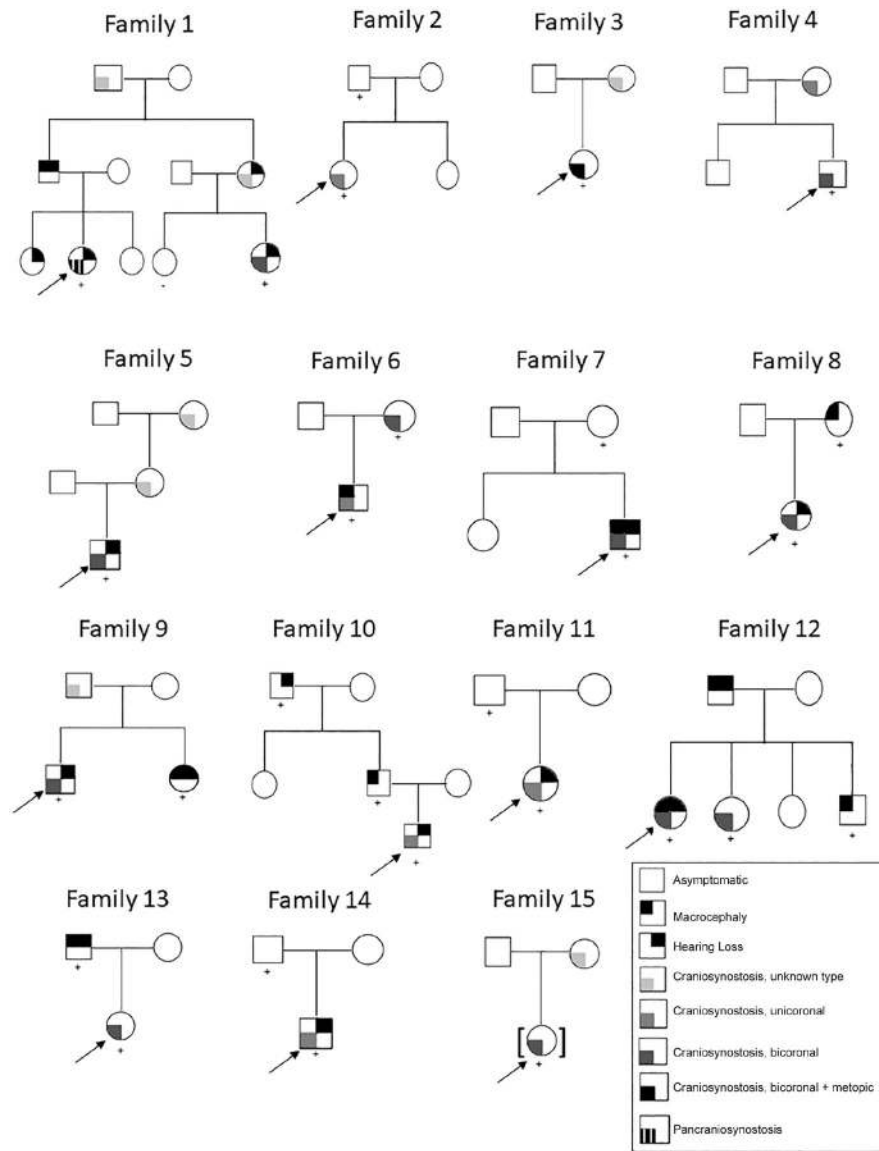 Family 1
Family 2
Family 3
Family 4
+
+
+
-
+
+
Family 5
Family 6
Family 7
Family 8
+
+
+
+
+
+
+
Family 9
Family 10
Family 11
Family 12
+
+
+
+
+
+
+
+
+
+
Family 13
Family 14
Family 15
+
+
+
+
[ ]
+
Asymptomatic
Macrocephaly
Hearing Loss
Craniosynostosis, unknown type
Craniosynostosis, unicoronal
Craniosynostosis, bicoronal
Craniosynostosis, bicoronal + metopic
Pancraniosynostosis